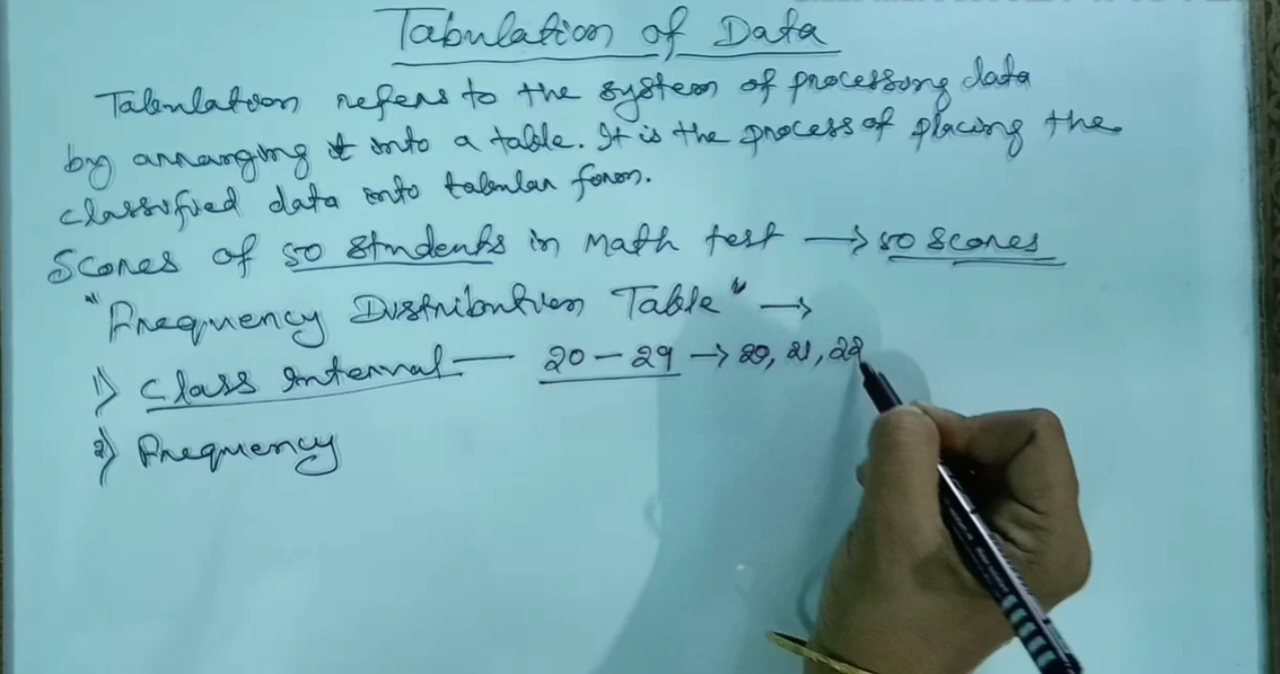 Tabulation of Data
Tabulation refers to the system of processing data
by arranging it into a table. It is the process of placing the
classified data into tabular form.
Scores of 50 students in Math test → 50 scores
"Frequency Distribution Table" →
1) Class Interval — 20 – 29 → 20, 21, 22
2) Frequency